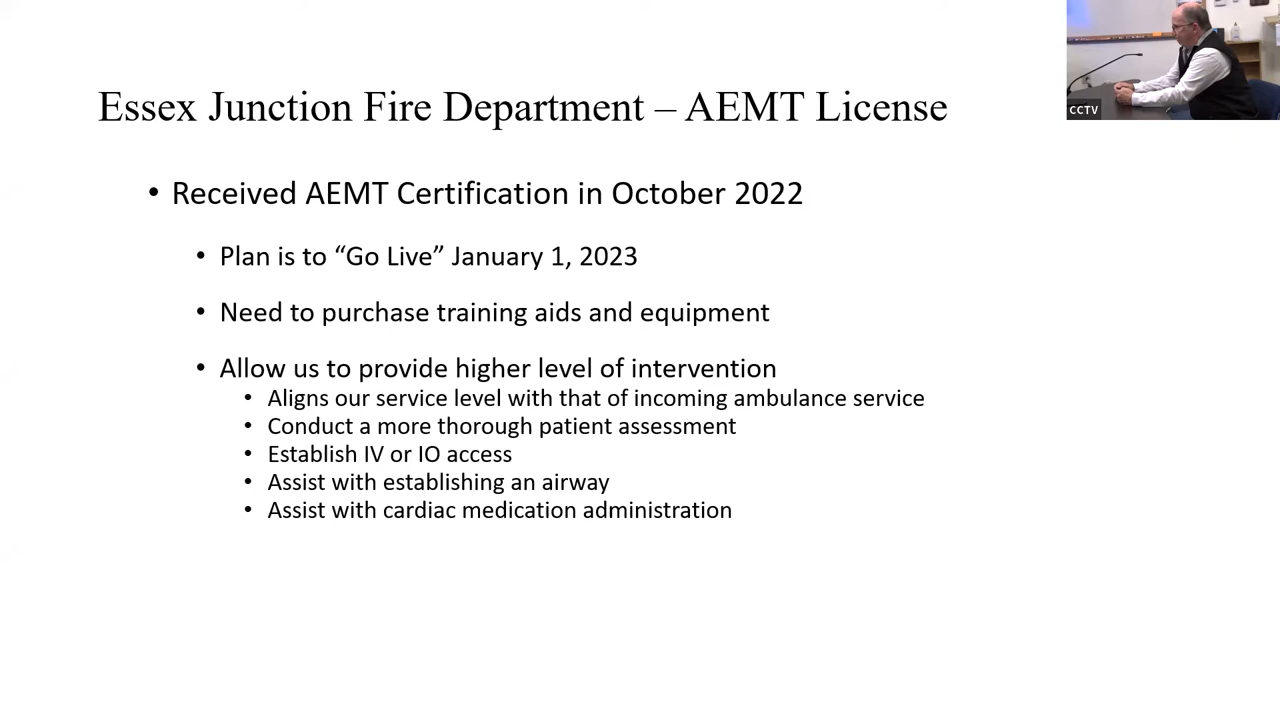 Essex Junction Fire Department – AEMT License
• Received AEMT Certification in October 2022
• Plan is to “Go Live” January 1, 2023
• Need to purchase training aids and equipment
• Allow us to provide higher level of intervention
• Aligns our service level with that of incoming ambulance service
• Conduct a more thorough patient assessment
• Establish IV or IO access
• Assist with establishing an airway
• Assist with cardiac medication administration
CCTV